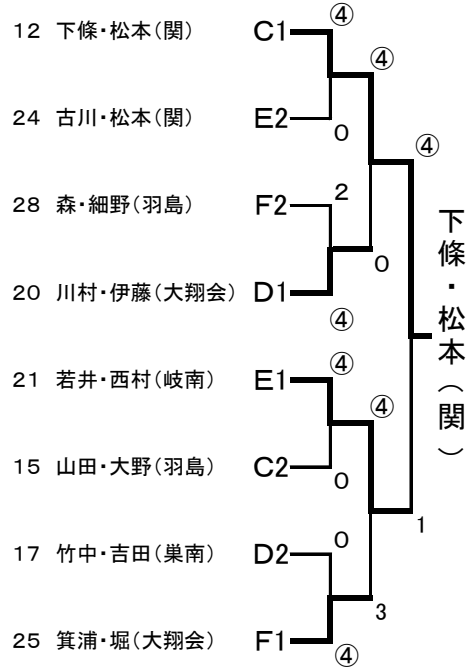 12 下條・松本(関) C1 ④
④
24 古川・松本(関) E2 0
④
28 森・細野(羽島) F2 2
0
20 川村・伊藤(大翔会) D1 ④
下條・松本(関)
21 若井・西村(岐南) E1 ④
④
15 山田・大野(羽島) C2 0
1
17 竹中・吉田(巣南) D2 0
3
25 箕浦・堀(大翔会) F1 ④